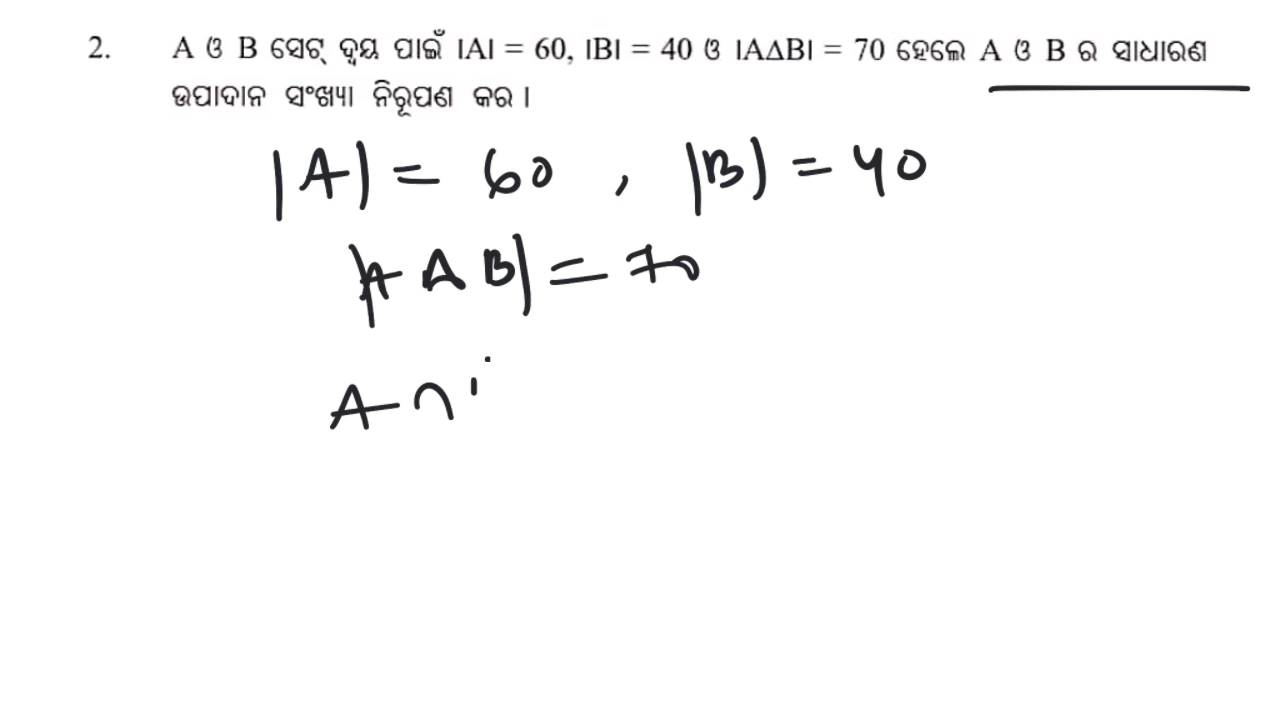 2. A ଓ B ସେଟ୍ ଦ୍ୱୟ ପାଇଁ |A| = 60, |B| = 40 ଓ |AΔB| = 70 ହେଲେ A ଓ B ର ସାଧାରଣ
ଉପାଦାନ ସଂଖ୍ୟା ନିରୂପଣ କର ।
|A| = 60 , |B| = 40
|A Δ B| = 70
A ∩